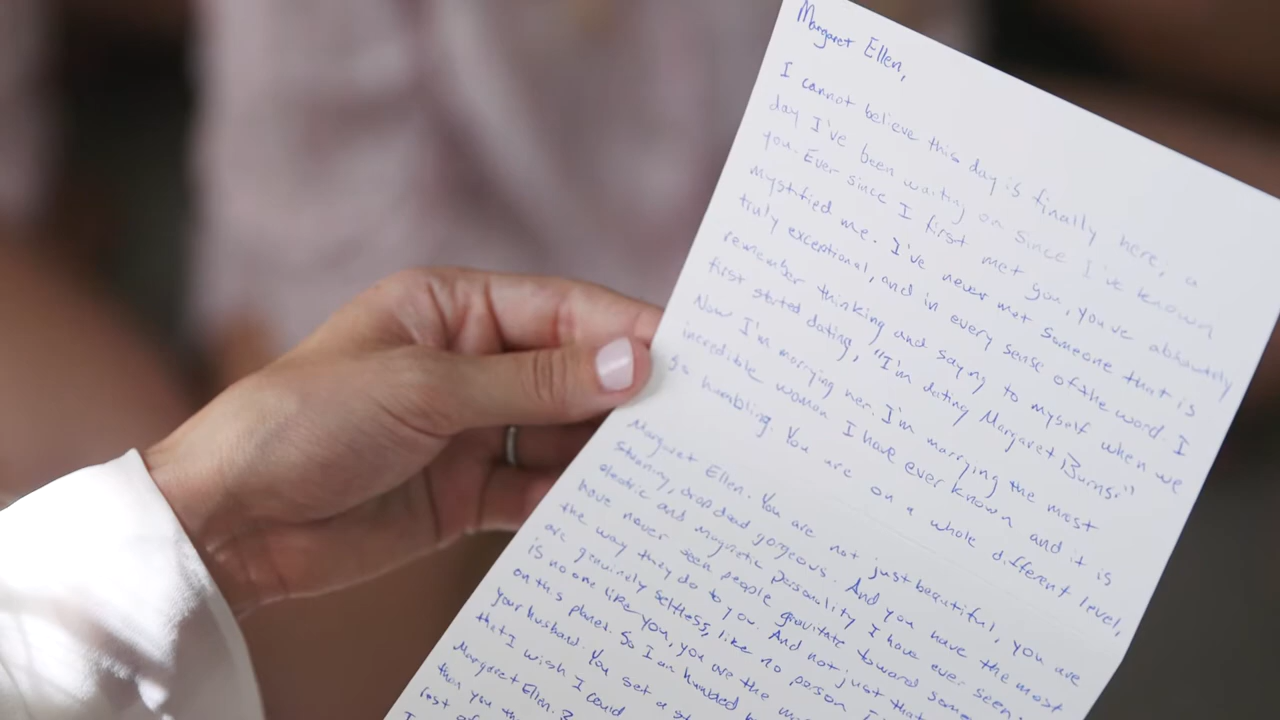 Margaret Ellen,
I cannot believe this day is finally here, a
day I've been waiting on since I've known
you. Ever since I first met you, you've absolutely
mystified me. I've never met someone that is
truly exceptional, and in every sense of the word. I
remember thinking and saying to myself when we
first started dating, "I'm dating Margaret Burns!"
Now I'm marrying her. I'm marrying the most
incredible woman I have ever known and it is
so humbling. You are on a whole different level,
Margaret Ellen. You are not just beautiful, you are
stunning, drop dead gorgeous. And you have the most
electric and magnetic personality I have ever seen. I
have never seen people gravitate toward someone
the way they do to you. And not just that
are genuinely selfless, like no person I
is no one like you, you are the
on this planet. So I am humbled
your husband. You set a
that I wish I could
Margaret Ellen.
than you
rest of
I